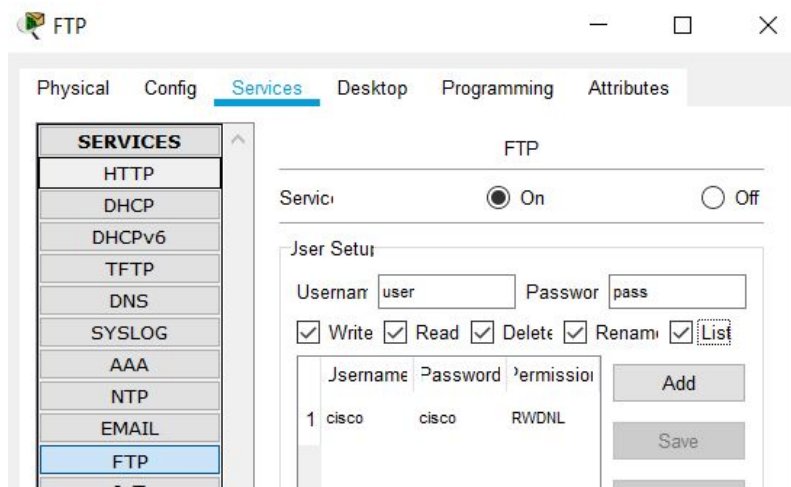 FTP
Physical Config Services Desktop Programming Attributes
SERVICES
HTTP
DHCP
DHCPv6
TFTP
DNS
SYSLOG
AAA
NTP
EMAIL
FTP
FTP
Servic On Off
Jser Setup
Usernam user Passwor pass
Write Read Delete Renam List
Jsername Password Permission
1 cisco cisco RWDNL
Add
Save